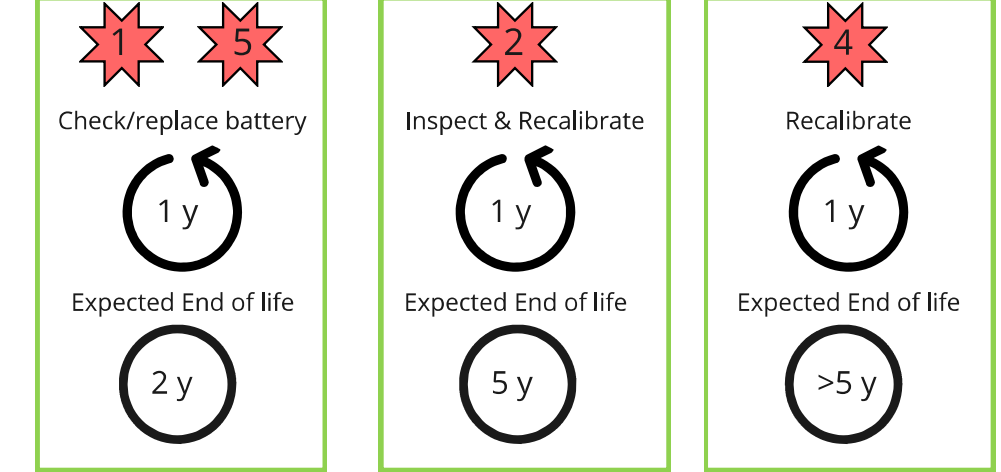 1 5
Check/replace battery
1 y
Expected End of life
2 y
2
Inspect & Recalibrate
1 y
Expected End of life
5 y
4
Recalibrate
1 y
Expected End of life
>5 y